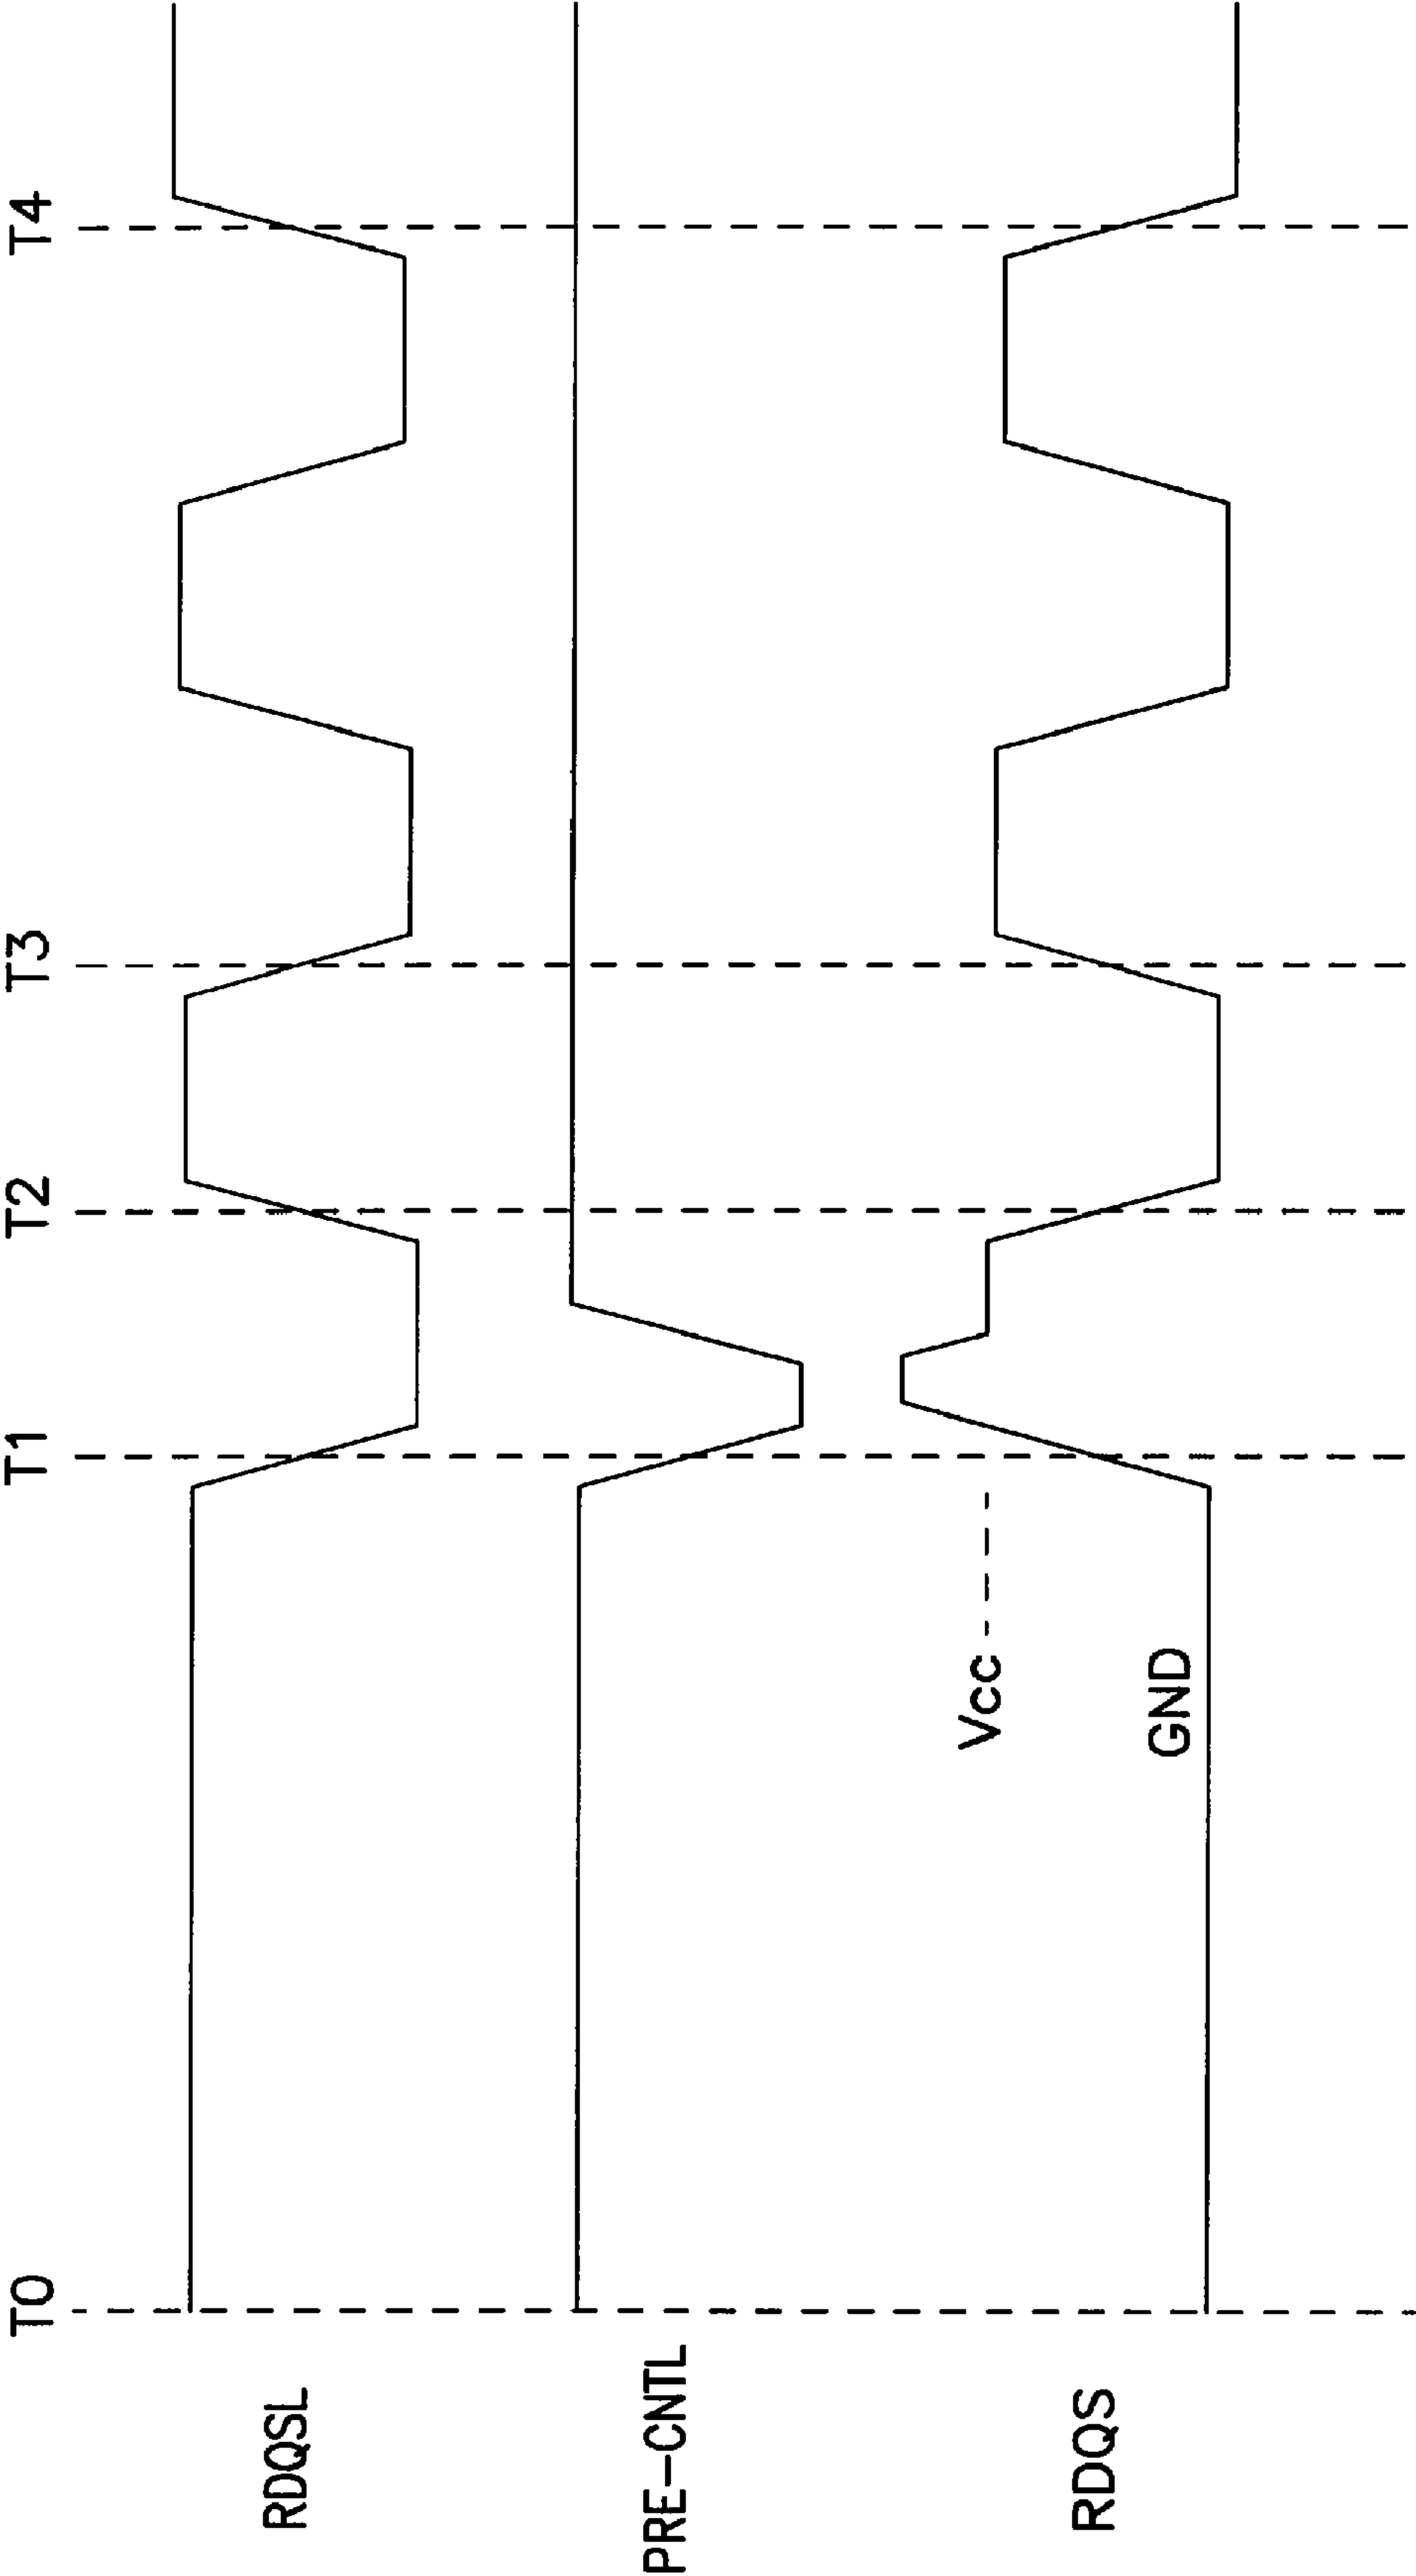 T0
T1
T2
T3
T4
RDQSL
PRE-CNTL
RDQS
Vcc
GND